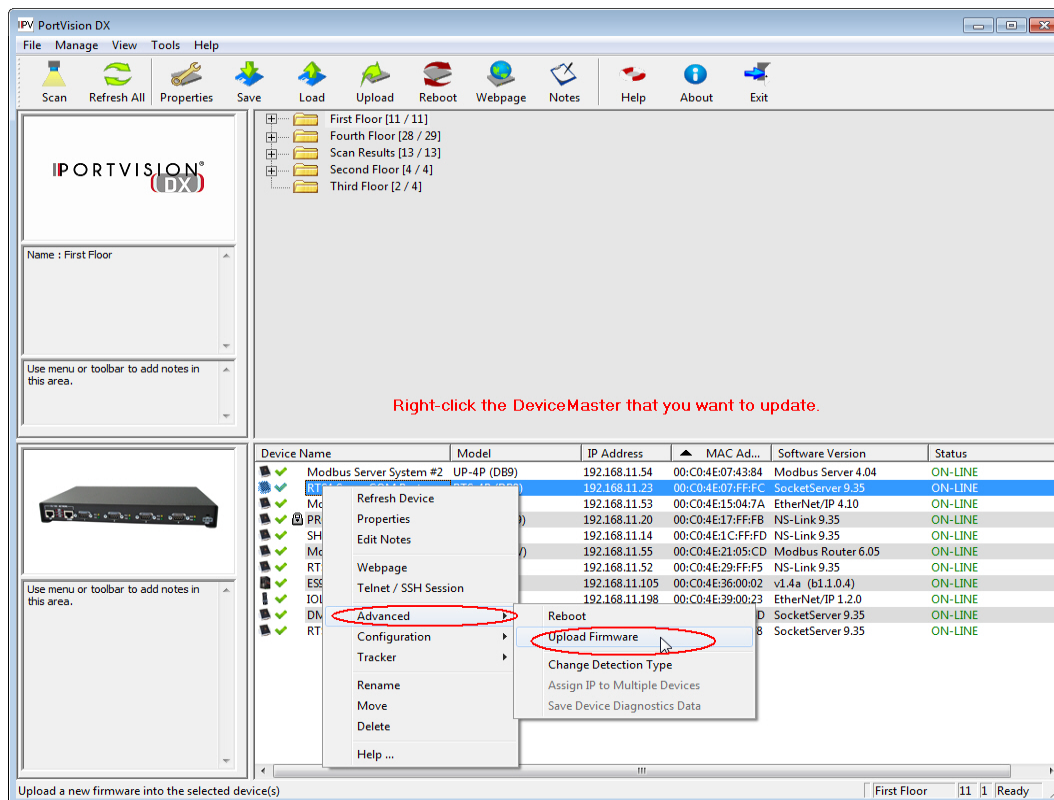 IPV PortVision DX
File Manage View Tools Help
Scan Refresh All Properties Save Load Upload Reboot Webpage Notes Help About Exit
PORTVISION®
DX
First Floor [11 / 11]
Fourth Floor [28 / 29]
Scan Results [13 / 13]
Second Floor [4 / 4]
Third Floor [2 / 4]
Name : First Floor
Use menu or toolbar to add notes in
this area.
Right-click the DeviceMaster that you want to update.
Device Name Model IP Address MAC Ad... Software Version Status
Modbus Server System #2 UP-4P (DB9) 192.168.11.54 00:C0:4E:07:43:84 Modbus Server 4.04 ON-LINE
192.168.11.23 00:C0:4E:07:FF:FC SocketServer 9.35 ON-LINE
192.168.11.53 00:C0:4E:15:04:7A EtherNet/IP 4.10 ON-LINE
PR 192.168.11.20 00:C0:4E:17:FF:FB NS-Link 9.35 ON-LINE
SH 192.168.11.14 00:C0:4E:1C:FF:FD NS-Link 9.35 ON-LINE
192.168.11.55 00:C0:4E:21:05:CD Modbus Router 6.05 ON-LINE
RT 192.168.11.52 00:C0:4E:29:FF:F5 NS-Link 9.35 ON-LINE
ES9 192.168.11.105 00:C0:4E:36:00:02 v1.4a (b1.1.0.4) ON-LINE
IOL 192.168.11.198 00:C0:4E:39:00:23 EtherNet/IP 1.2.0 ON-LINE
DM D SocketServer 9.35 ON-LINE
RT 8 SocketServer 9.35 ON-LINE
Refresh Device
Properties
Edit Notes
Webpage
Telnet / SSH Session
Advanced
Configuration
Tracker
Rename
Move
Delete
Help ...
Reboot
Upload Firmware
Change Detection Type
Assign IP to Multiple Devices
Save Device Diagnostics Data
Use menu or toolbar to add notes in
this area.
Upload a new firmware into the selected device(s) First Floor 11 1 Ready